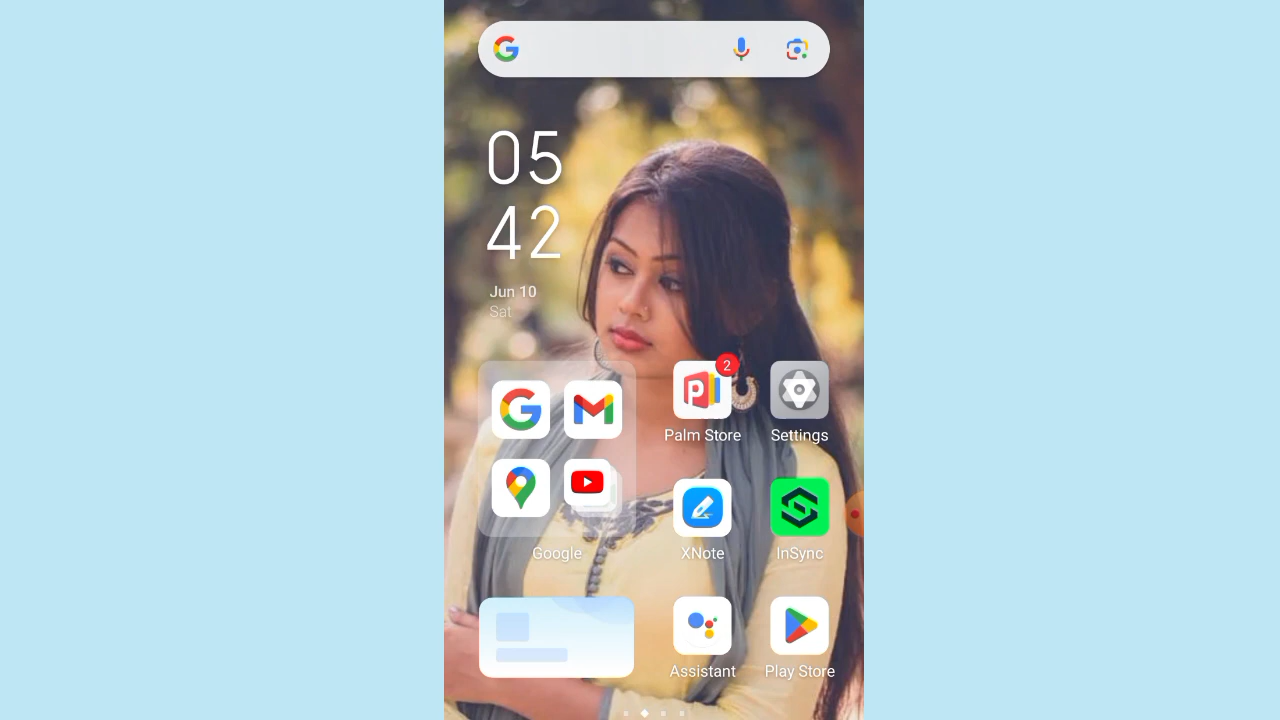 05
42
Jun 10
Sat
2
Palm Store
Settings
Google
XNote
InSync
Assistant
Play Store